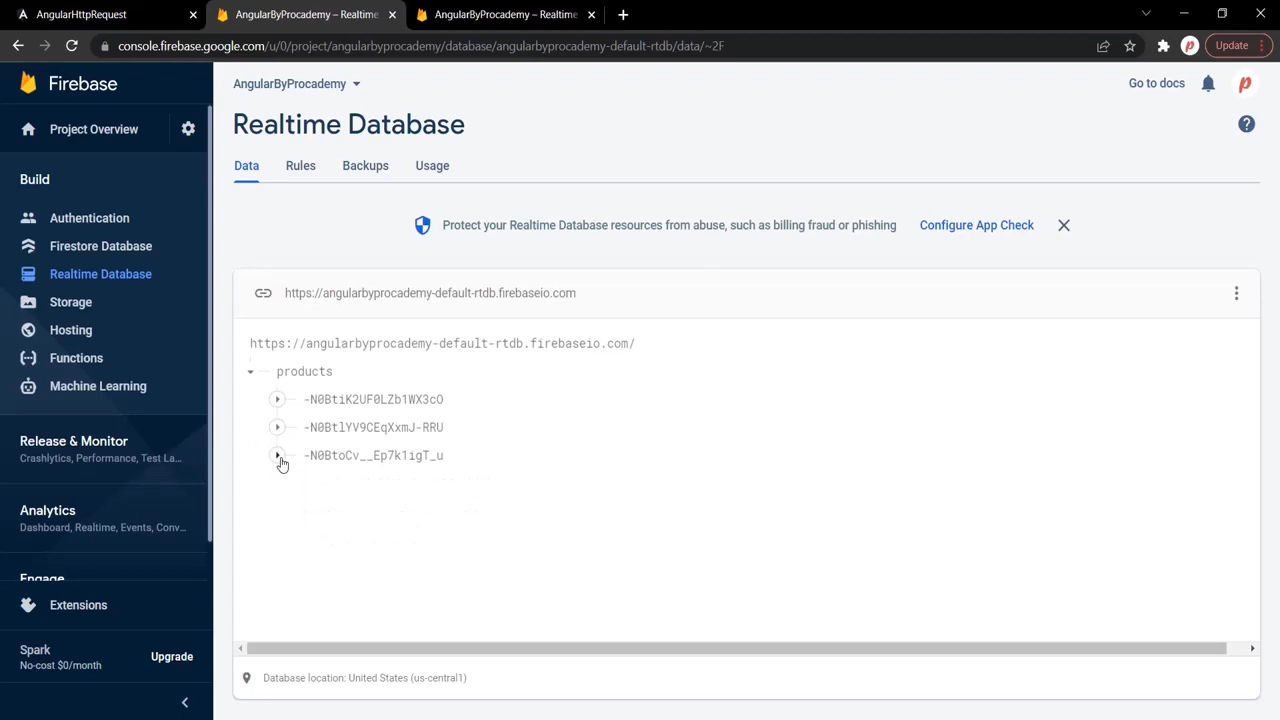 AngularHttpRequest
AngularByProcademy – Realtime
AngularByProcademy – Realtime
console.firebase.google.com/u/0/project/angularbyprocademy/database/angularbyprocademy-default-rtdb/data/~2F
Update
Firebase
AngularByProcademy
Go to docs
Project Overview
Realtime Database
Data Rules Backups Usage
Build
Authentication
Firestore Database
Realtime Database
Storage
Hosting
Functions
Machine Learning
Protect your Realtime Database resources from abuse, such as billing fraud or phishing Configure App Check
https://angularbyprocademy-default-rtdb.firebaseio.com
https://angularbyprocademy-default-rtdb.firebaseio.com/
products
-N0BtiK2UF0LZb1WX3cO
-N0BtlYV9CEqXxmJ-RRU
-N0BtoCv__Ep7k1igT_u
Release & Monitor
Crashlytics, Performance, Test La...
Analytics
Dashboard, Realtime, Events, Conv...
Engage
Extensions
Spark
No-cost $0/month
Upgrade
Database location: United States (us-central1)